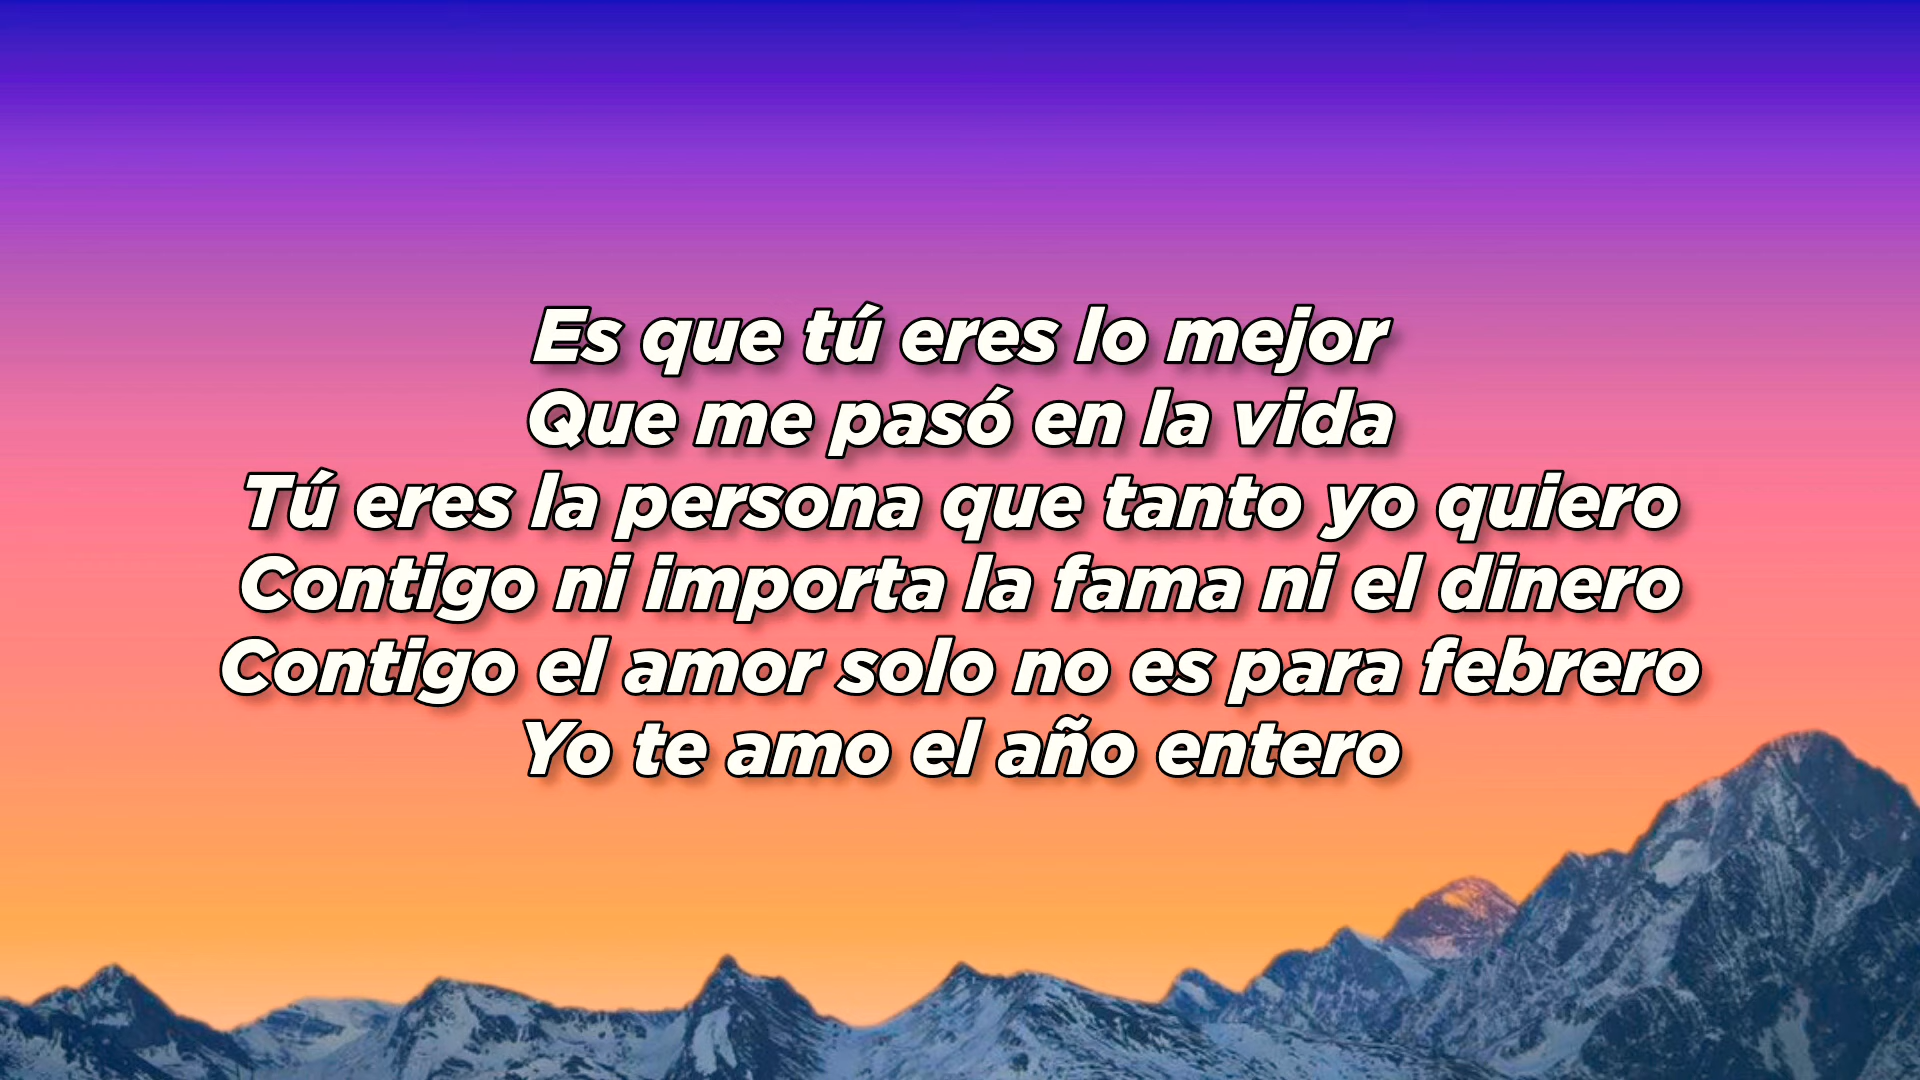 Es que tú eres lo mejor
Que me pasó en la vida
Tú eres la persona que tanto yo quiero
Contigo ni importa la fama ni el dinero
Contigo el amor solo no es para febrero
Yo te amo el año entero